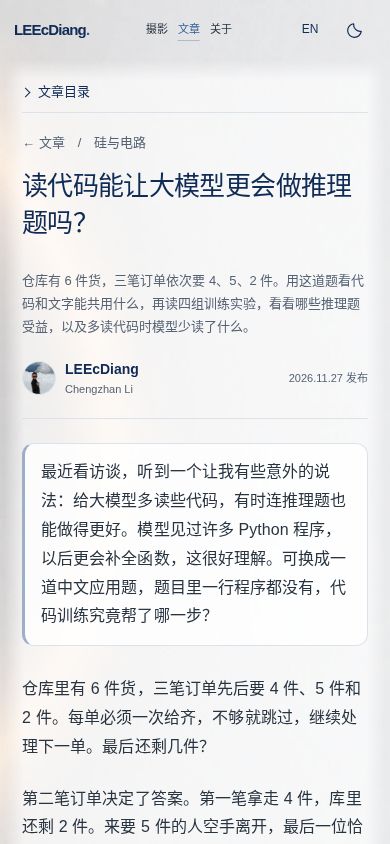 LEEcDiang.
摄影 文章 关于
EN
文章目录
← 文章 / 硅与电路
读代码能让大模型更会做推理
题吗？
仓库有 6 件货，三笔订单依次要 4、5、2 件。用这道题看代
码和文字能共用什么，再读四组训练实验，看看哪些推理题
受益，以及多读代码时模型少读了什么。
LEEcDiang
Chengzhan Li
2026.11.27 发布
最近看访谈，听到一个让我有些意外的说
法：给大模型多读些代码，有时连推理题也
能做得更好。模型见过许多 Python 程序，
以后更会补全函数，这很好理解。可换成一
道中文应用题，题目里一行程序都没有，代
码训练究竟帮了哪一步？
仓库里有 6 件货，三笔订单先后要 4 件、5 件和
2 件。每单必须一次给齐，不够就跳过，继续处
理下一单。最后还剩几件？
第二笔订单决定了答案。第一笔拿走 4 件，库里
还剩 2 件。来要 5 件的人空手离开，最后一位恰